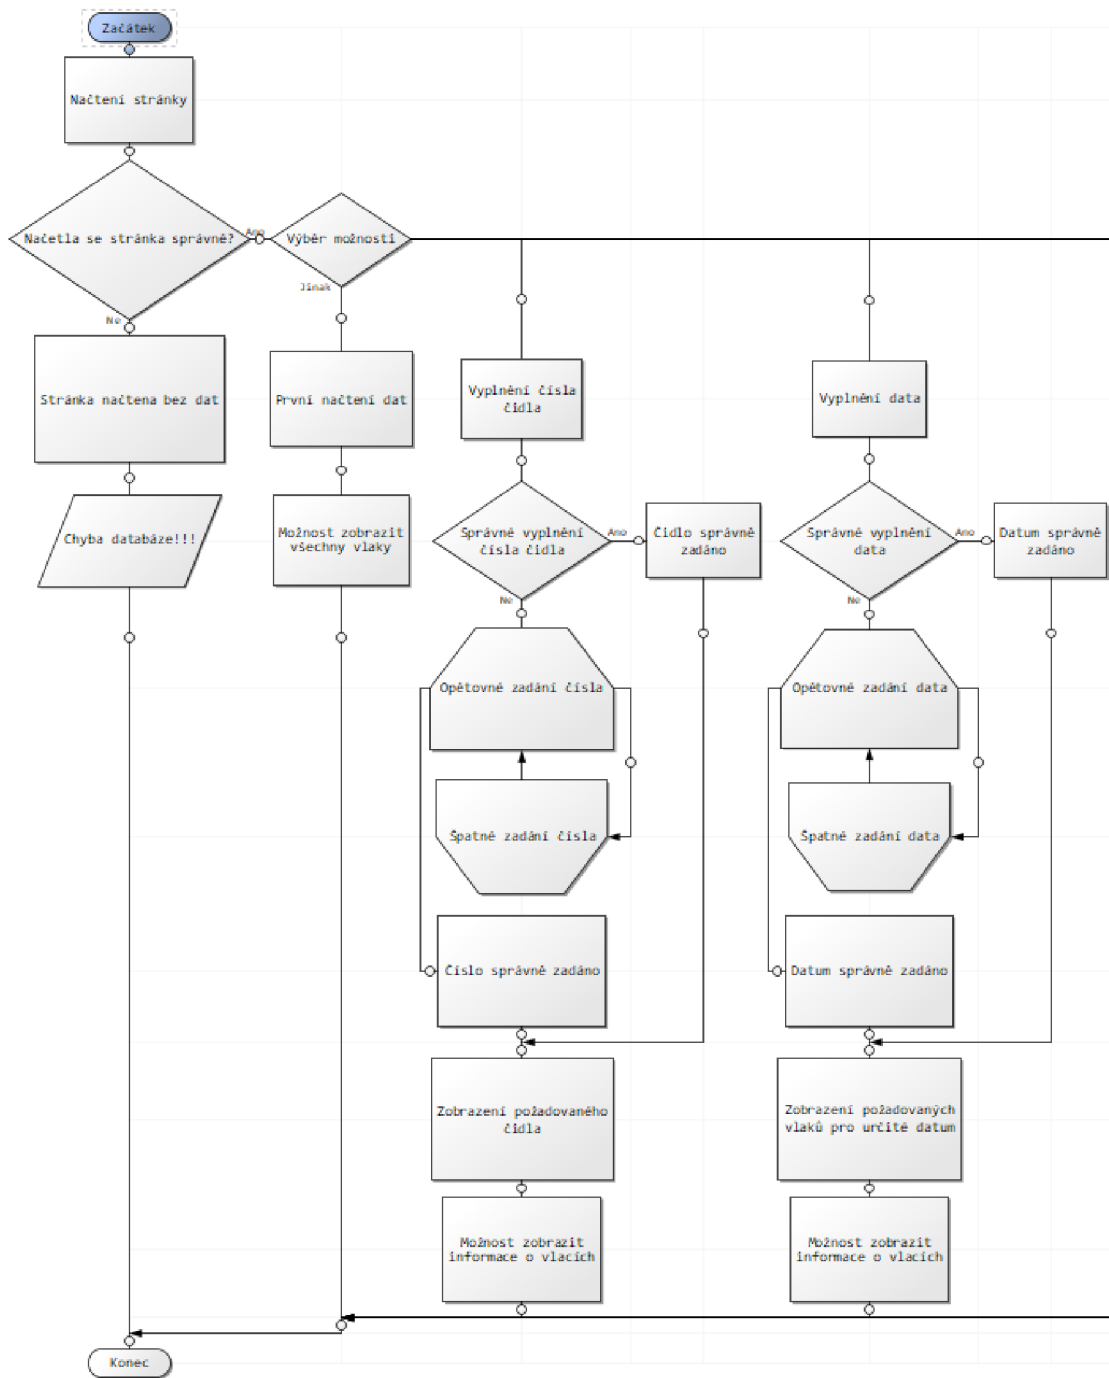 Začátek
Načtení stránky
Načetla se stránka správně?
Ano
Výběr možností
Jinak
Ne
Stránka načtena bez dat
Chyba databáze!!!
První načtení dat
Možnost zobrazit
všechny vlaky
Vyplnění čísla
čidla
Správné vyplnění
čísla čidla
Ano
Čidlo správně
zadáno
Ne
Opětovné zadání čísla
Špatné zadání čísla
Číslo správně zadáno
Zobrazení požadovaného
čidla
Možnost zobrazit
informace o vlacích
Vyplnění data
Správné vyplnění
data
Ano
Datum správně
zadáno
Ne
Opětovné zadání data
Špatné zadání data
Datum správně zadáno
Zobrazení požadovaných
vlaků pro určité datum
Možnost zobrazit
informace o vlacích
Konec